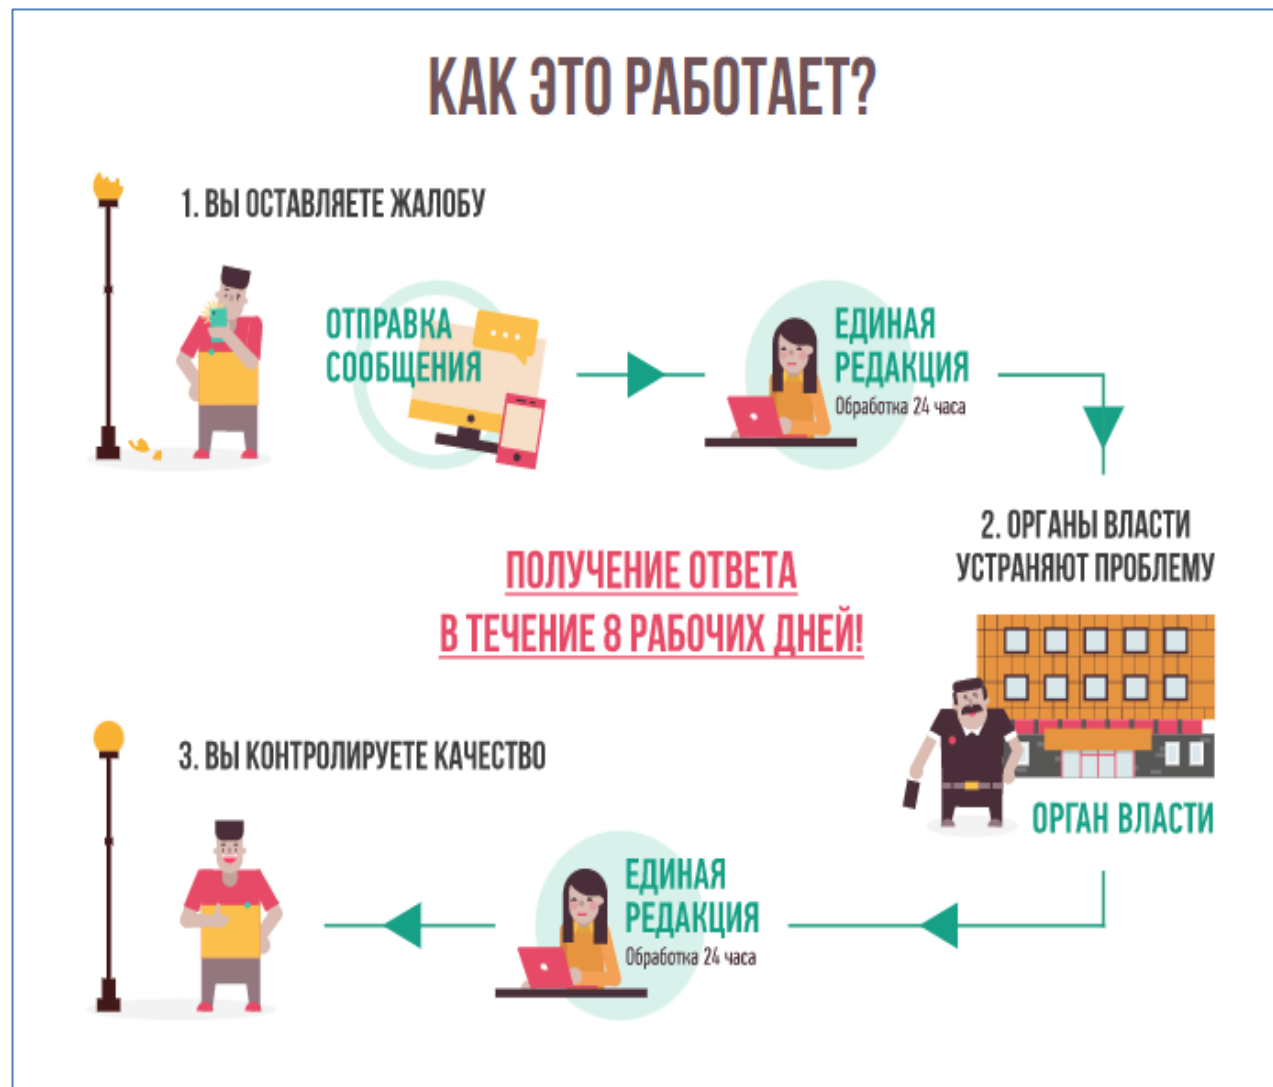 КАК ЭТО РАБОТАЕТ?
1. ВЫ ОСТАВЛЯЕТЕ ЖАЛОБУ
ОТПРАВКА
СООБЩЕНИЯ
ЕДИНАЯ
РЕДАКЦИЯ
Обработка 24 часа
2. ОРГАНЫ ВЛАСТИ
УСТРАНЯЮТ ПРОБЛЕМУ
ПОЛУЧЕНИЕ ОТВЕТА
В ТЕЧЕНИЕ 8 РАБОЧИХ ДНЕЙ!
ОРГАН ВЛАСТИ
3. ВЫ КОНТРОЛИРУЕТЕ КАЧЕСТВО
ЕДИНАЯ
РЕДАКЦИЯ
Обработка 24 часа